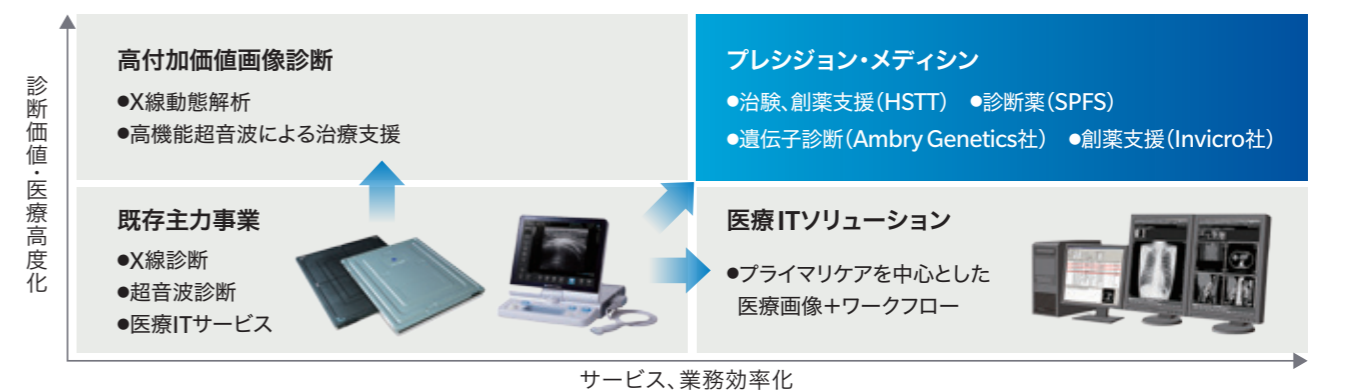 診断価値・医療高度化
高付加価値画像診断
●X線動態解析
●高機能超音波による治療支援
プレシジョン・メディシン
●治験、創薬支援(HSTT) ●診断薬(SPFS)
●遺伝子診断(Ambry Genetics社) ●創薬支援(Invicro社)
既存主力事業
●X線診断
●超音波診断
●医療ITサービス
医療ITソリューション
●プライマリケアを中心とした
医療画像+ワークフロー
サービス、業務効率化